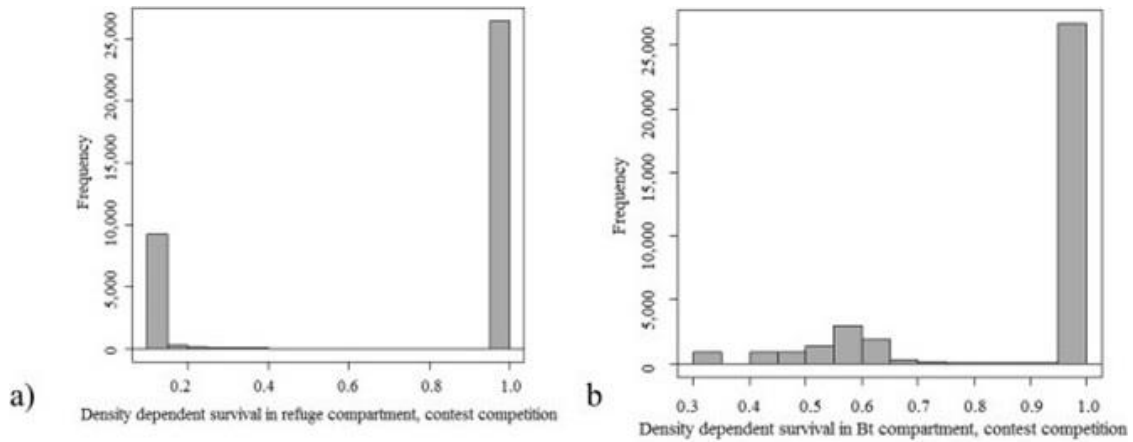 25,000
20,000
15,000
10,000
5,000
0
Frequency
0.2 0.4 0.6 0.8 1.0
a) Density dependent survival in refuge compartment, contest competition
25,000
20,000
15,000
10,000
5,000
0
Frequency
0.3 0.4 0.5 0.6 0.7 0.8 0.9 1.0
b Density dependent survival in Bt compartment, contest competition